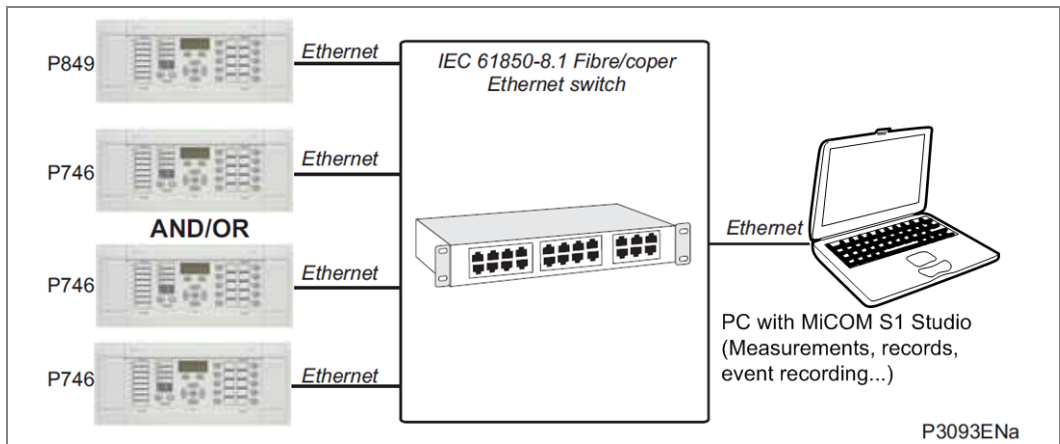 P849
Ethernet
IEC 61850-8.1 Fibre/coper
Ethernet switch
P746
Ethernet
AND/OR
P746
Ethernet
P746
Ethernet
Ethernet
PC with MiCOM S1 Studio
(Measurements, records,
event recording...)
P3093ENa